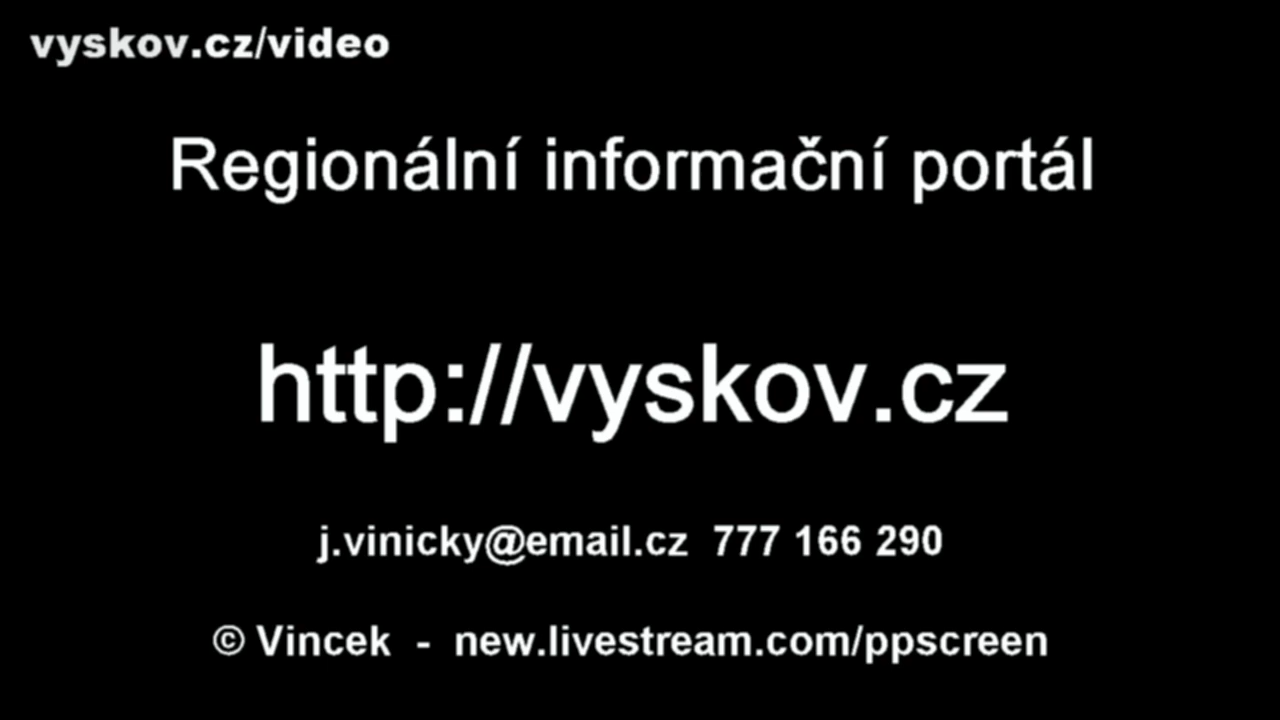 vyskov.cz/video
Regionální informační portál
http://vyskov.cz
j.vinicky@email.cz 777 166 290
© Vincek - new.livestream.com/ppscreen